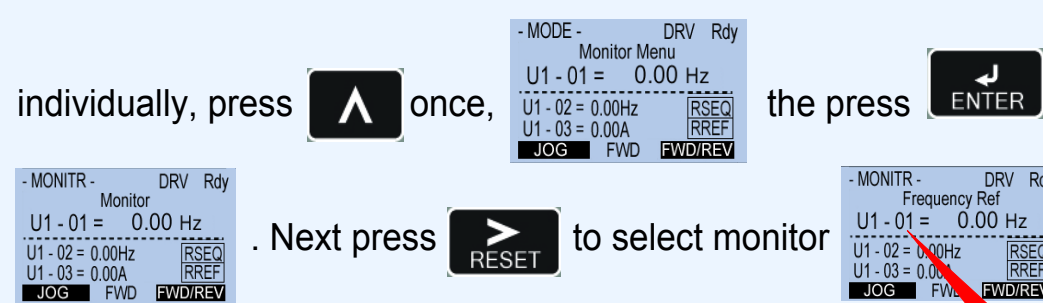 individually, press Λ once,
- MODE - DRV Rdy
Monitor Menu
U1 - 01 = 0.00 Hz
U1 - 02 = 0.00Hz RSEQ
U1 - 03 = 0.00A RREF
JOG FWD FWD/REV
the press ENTER
- MONITR - DRV Rdy
Monitor
U1 - 01 = 0.00 Hz
U1 - 02 = 0.00Hz RSEQ
U1 - 03 = 0.00A RREF
JOG FWD FWD/REV
. Next press > RESET to select monitor
- MONITR - DRV
Frequency Ref
U1 - 01 = 0.00 Hz
U1 - 02 = 0.00Hz
U1 - 03 =
JOG FWD/REV